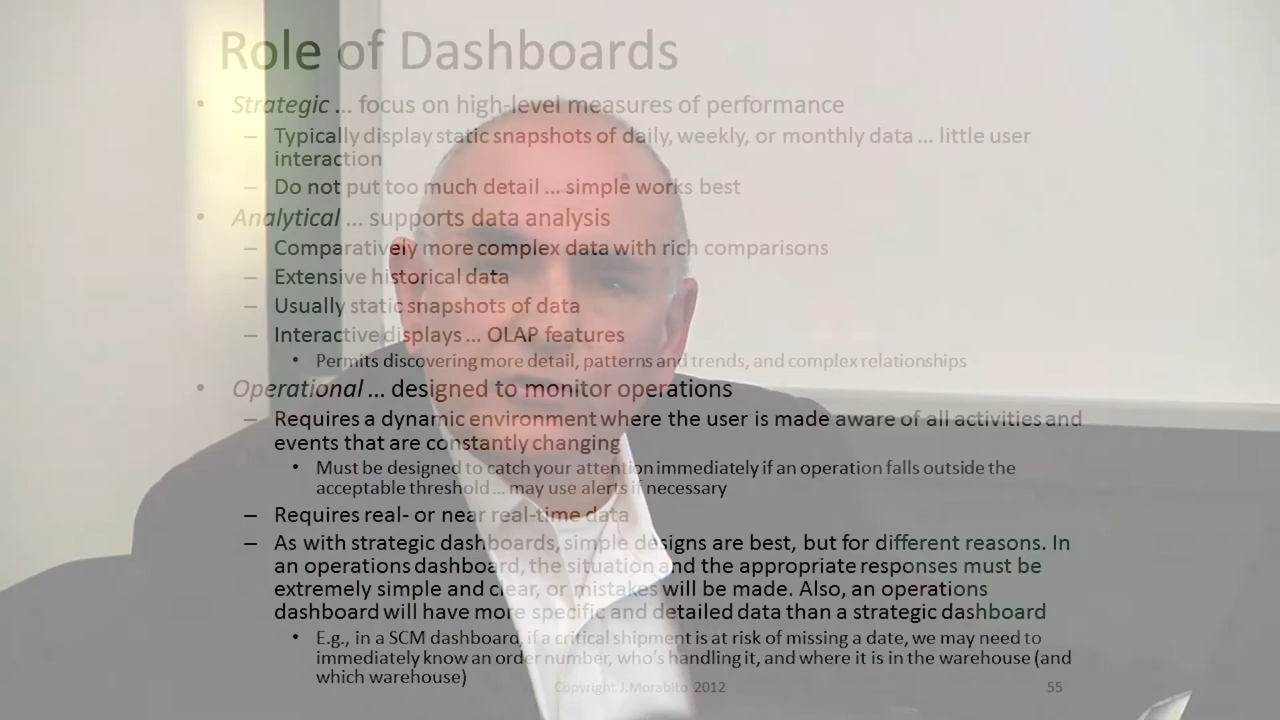 Role of Dashboards
• Strategic … focus on high-level measures of performance
– Typically display static snapshots of daily, weekly, or monthly data … little user
interaction
– Do not put too much detail … simple works best
• Analytical … supports data analysis
– Comparatively more complex data with rich comparisons
– Extensive historical data
– Usually static snapshots of data
– Interactive displays … OLAP features
• Permits discovering more detail, patterns and trends, and complex relationships
• Operational … designed to monitor operations
– Requires a dynamic environment where the user is made aware of all activities and
events that are constantly changing
• Must be designed to catch your attention immediately if an operation falls outside the
acceptable threshold … may use alerts if necessary
– Requires real- or near real-time data
– As with strategic dashboards, simple designs are best, but for different reasons. In
an operations dashboard, the situation and the appropriate responses must be
extremely simple and clear, or mistakes will be made. Also, an operations
dashboard will have more specific and detailed data than a strategic dashboard
• E.g., in a SCM dashboard, if a critical shipment is at risk of missing a date, we may need to
immediately know an order number, who's handling it, and where it is in the warehouse (and
which warehouse)
Copyright J.Morabito 2012
55